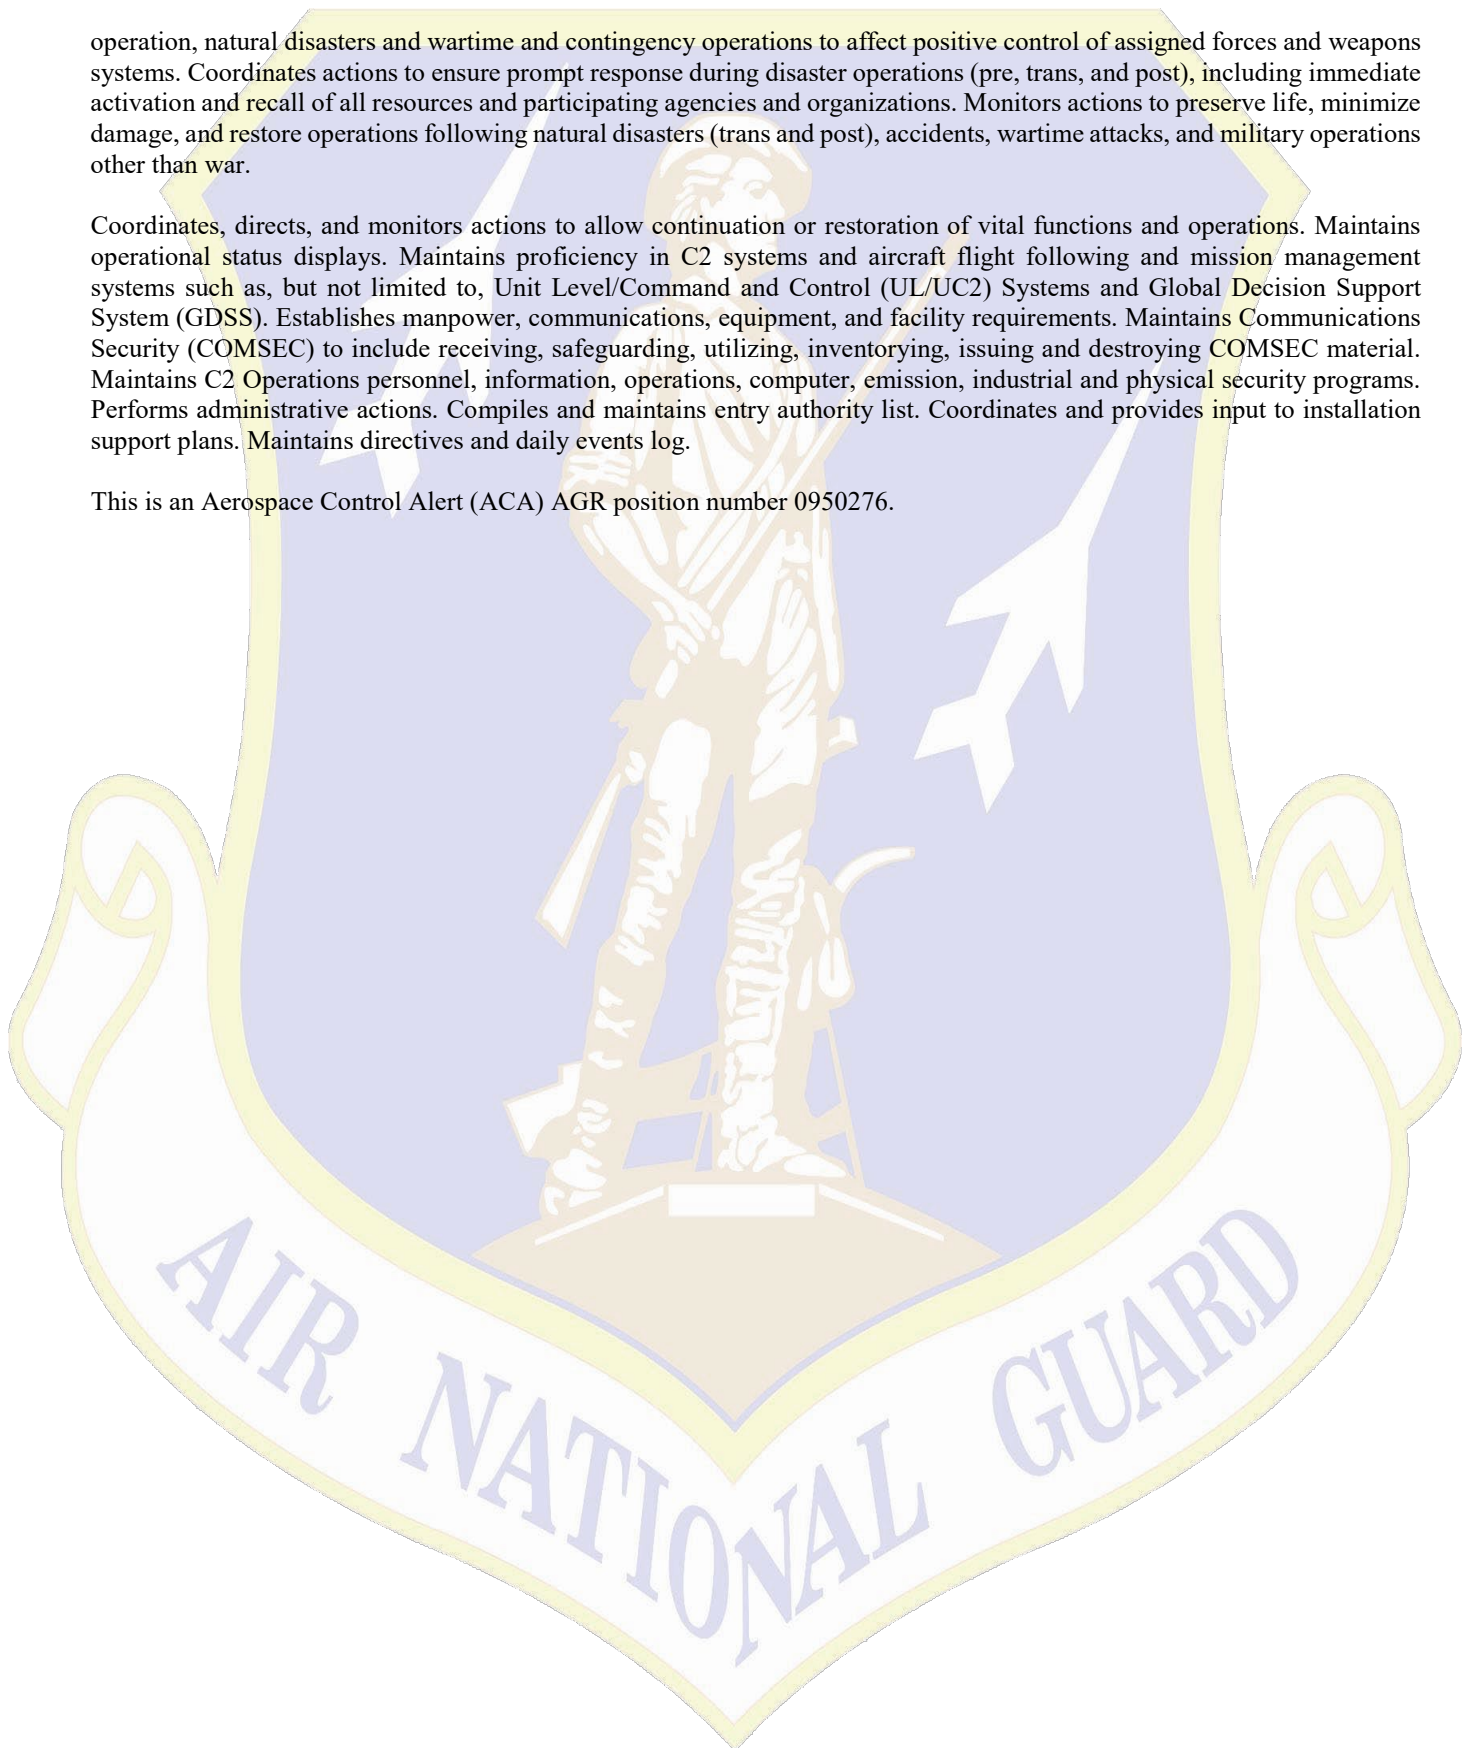 operation, natural disasters and wartime and contingency operations to affect positive control of assigned forces and weapons
systems. Coordinates actions to ensure prompt response during disaster operations (pre, trans, and post), including immediate
activation and recall of all resources and participating agencies and organizations. Monitors actions to preserve life, minimize
damage, and restore operations following natural disasters (trans and post), accidents, wartime attacks, and military operations
other than war.
Coordinates, directs, and monitors actions to allow continuation or restoration of vital functions and operations. Maintains
operational status displays. Maintains proficiency in C2 systems and aircraft flight following and mission management
systems such as, but not limited to, Unit Level/Command and Control (UL/UC2) Systems and Global Decision Support
System (GDSS). Establishes manpower, communications, equipment, and facility requirements. Maintains Communications
Security (COMSEC) to include receiving, safeguarding, utilizing, inventorying, issuing and destroying COMSEC material.
Maintains C2 Operations personnel, information, operations, computer, emission, industrial and physical security programs.
Performs administrative actions. Compiles and maintains entry authority list. Coordinates and provides input to installation
support plans. Maintains directives and daily events log.
This is an Aerospace Control Alert (ACA) AGR position number 0950276.
AIR NATIONAL GUARD